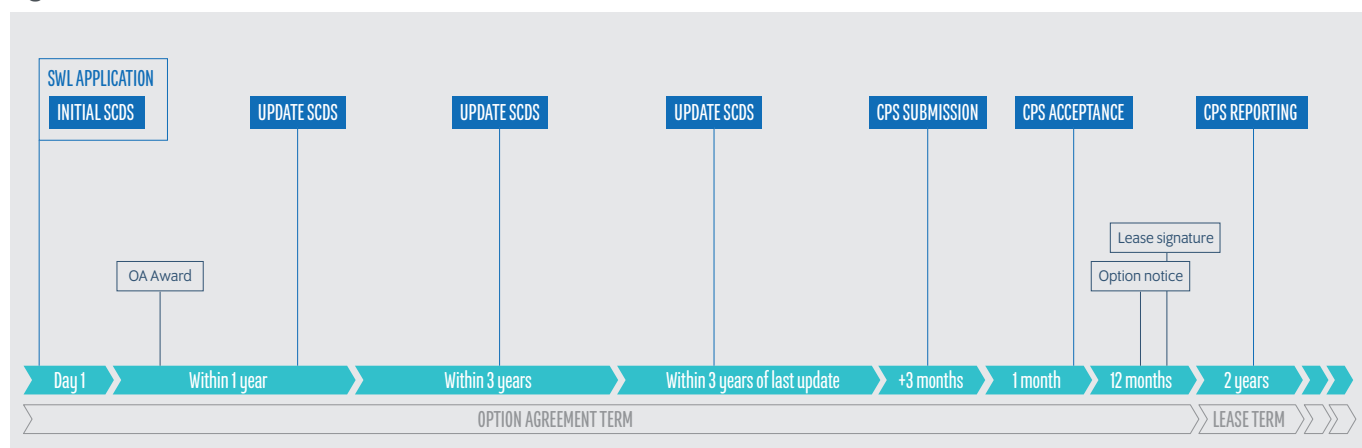 SWL APPLICATION
INITIAL SCDS
UPDATE SCDS
UPDATE SCDS
UPDATE SCDS
CPS SUBMISSION
CPS ACCEPTANCE
CPS REPORTING
Lease signature
OA Award
Option notice
Day 1
Within 1 year
Within 3 years
Within 3 years of last update
+3 months
1 month
12 months
2 years
OPTION AGREEMENT TERM
LEASE TERM